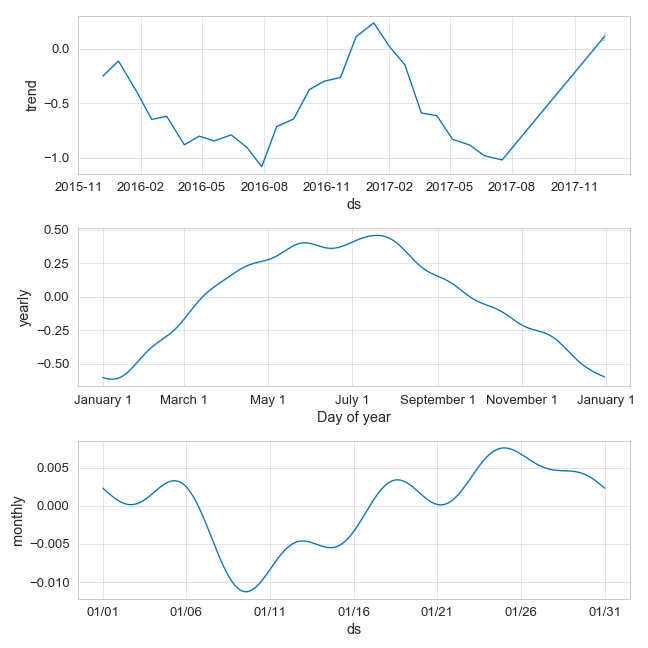 0.0
−0.5
−1.0
trend
2015-11 2016-02 2016-05 2016-08 2016-11 2017-02 2017-05 2017-08 2017-11
ds
0.50
0.25
0.00
−0.25
−0.50
yearly
January 1 March 1 May 1 July 1 September 1 November 1 January 1
Day of year
0.005
0.000
−0.005
−0.010
monthly
01/01 01/06 01/11 01/16 01/21 01/26 01/31
ds